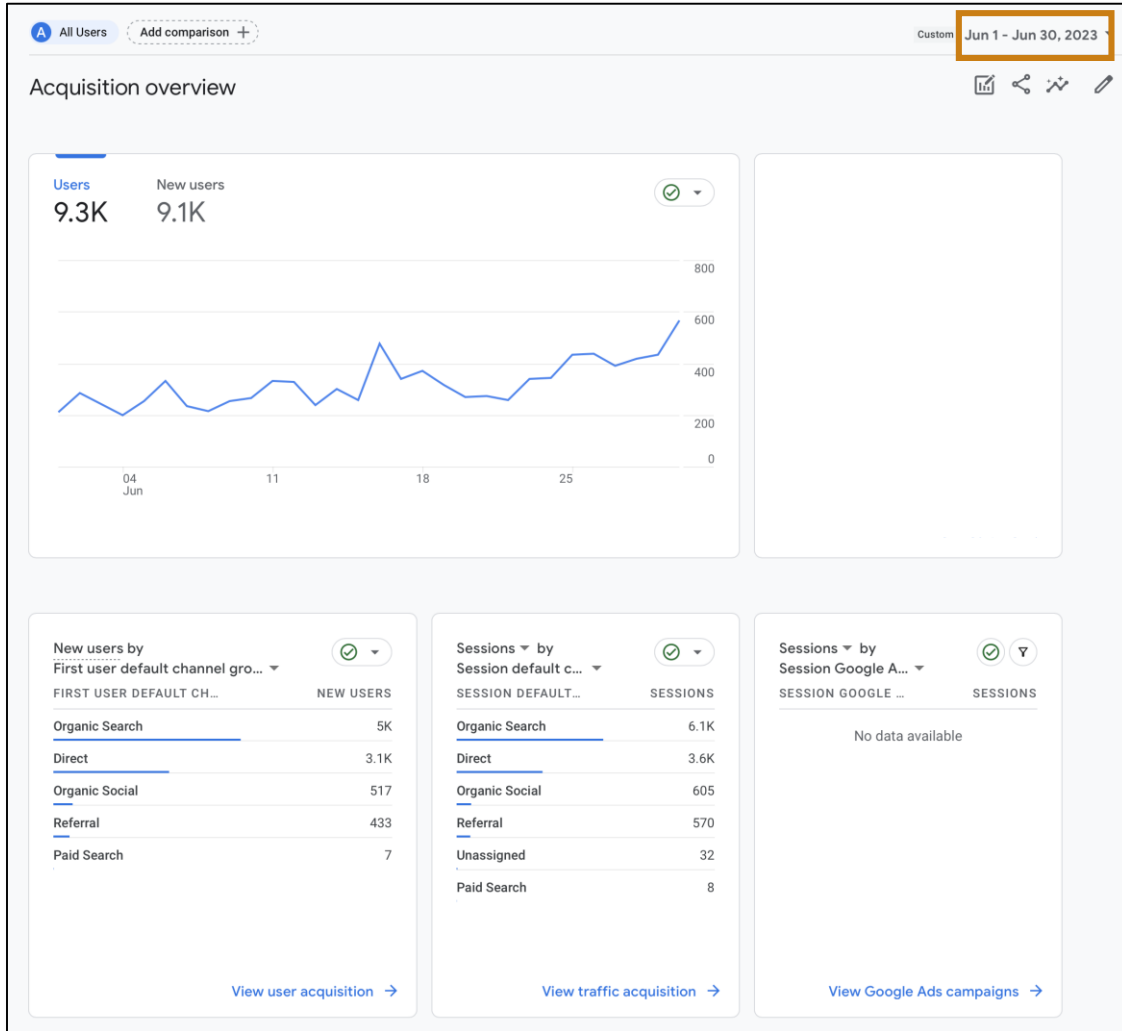 A All Users Add comparison +
Custom Jun 1 - Jun 30, 2023
Acquisition overview
Users New users
9.3K 9.1K
800
600
400
200
0
04 11 18 25
Jun
New users by
First user default channel gro...
FIRST USER DEFAULT CH... NEW USERS
Organic Search 5K
Direct 3.1K
Organic Social 517
Referral 433
Paid Search 7
View user acquisition
Sessions by
Session default c...
SESSION DEFAULT... SESSIONS
Organic Search 6.1K
Direct 3.6K
Organic Social 605
Referral 570
Unassigned 32
Paid Search 8
View traffic acquisition
Sessions by
Session Google A...
SESSION GOOGLE ... SESSIONS
No data available
View Google Ads campaigns